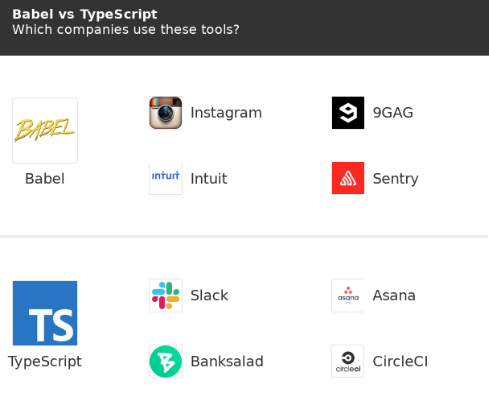 Babel vs TypeScript
Which companies use these tools?
BABEL
Babel
Instagram
9GAG
intuit
Intuit
Sentry
TS
TypeScript
Slack
asana
Asana
Banksalad
circleci
CircleCI